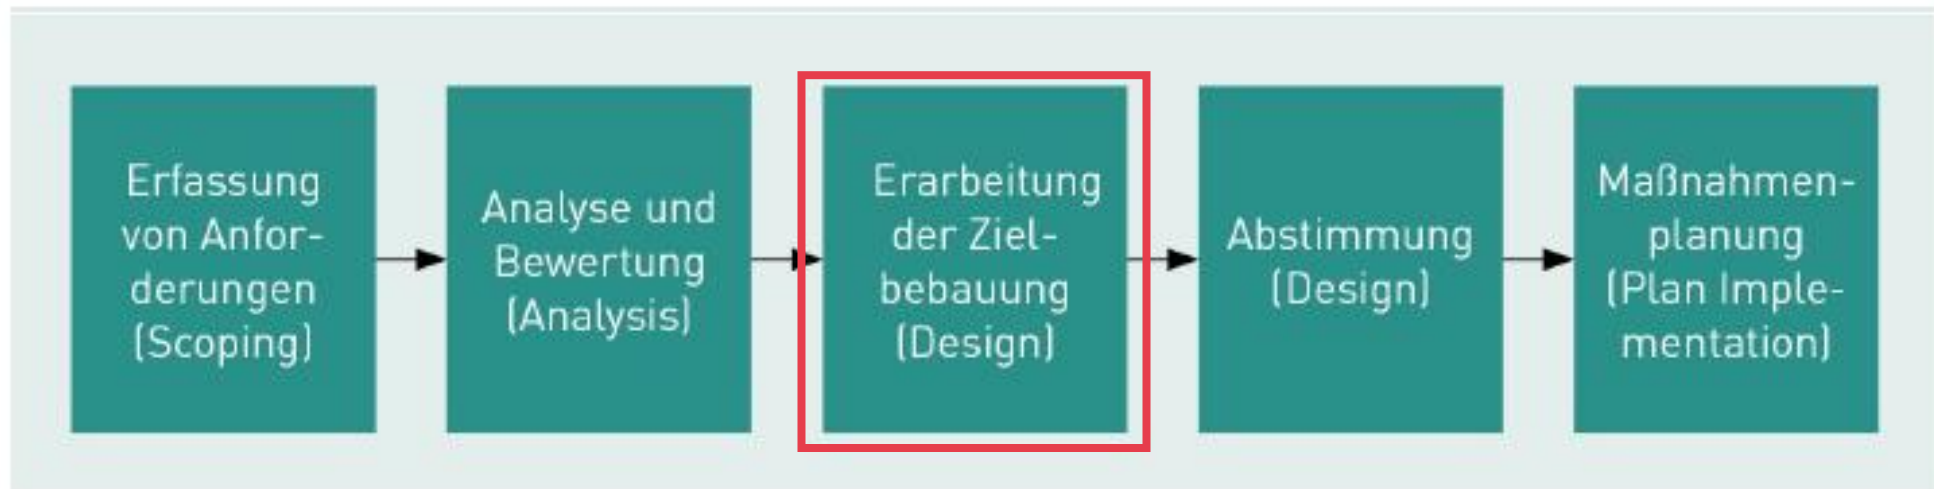 Erfassung
von Anfor-
derungen
(Scoping)
Analyse und
Bewertung
(Analysis)
Erarbeitung
der Ziel-
bebauung
(Design)
Abstimmung
(Design)
Maßnahmen-
planung
(Plan Imple-
mentation)